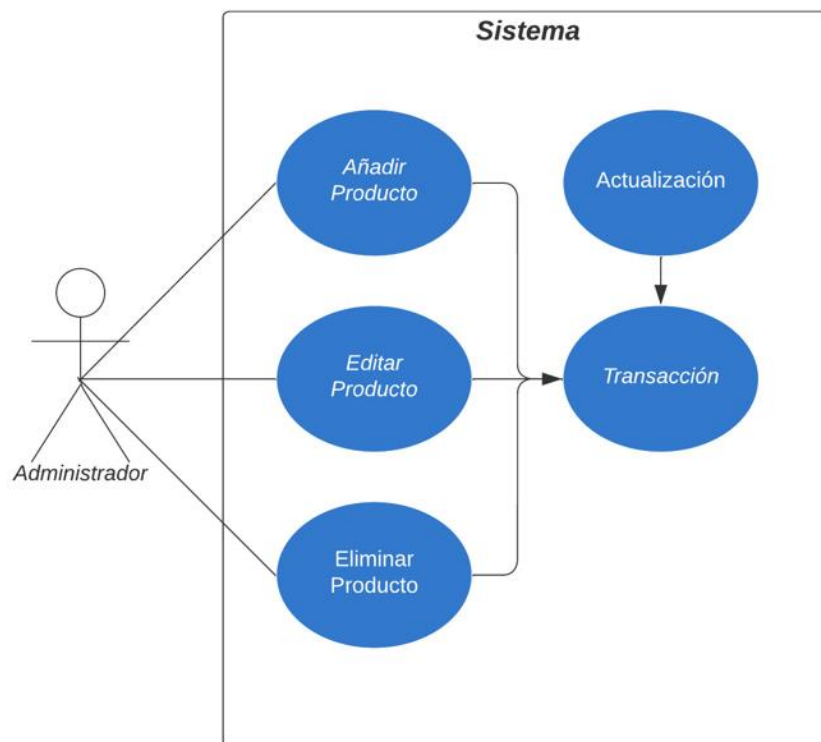 Sistema
Añadir
Producto
Actualización
Editar
Producto
Transacción
Administrador
Eliminar
Producto